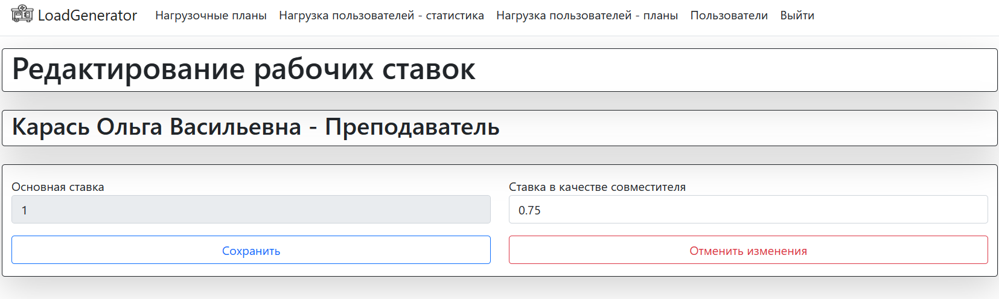 LoadGenerator Нагрузочные планы Нагрузка пользователей - статистика Нагрузка пользователей - планы Пользователи Выйти
Редактирование рабочих ставок
Карась Ольга Васильевна - Преподаватель
Основная ставка Ставка в качестве совместителя
1 0.75
Сохранить Отменить изменения